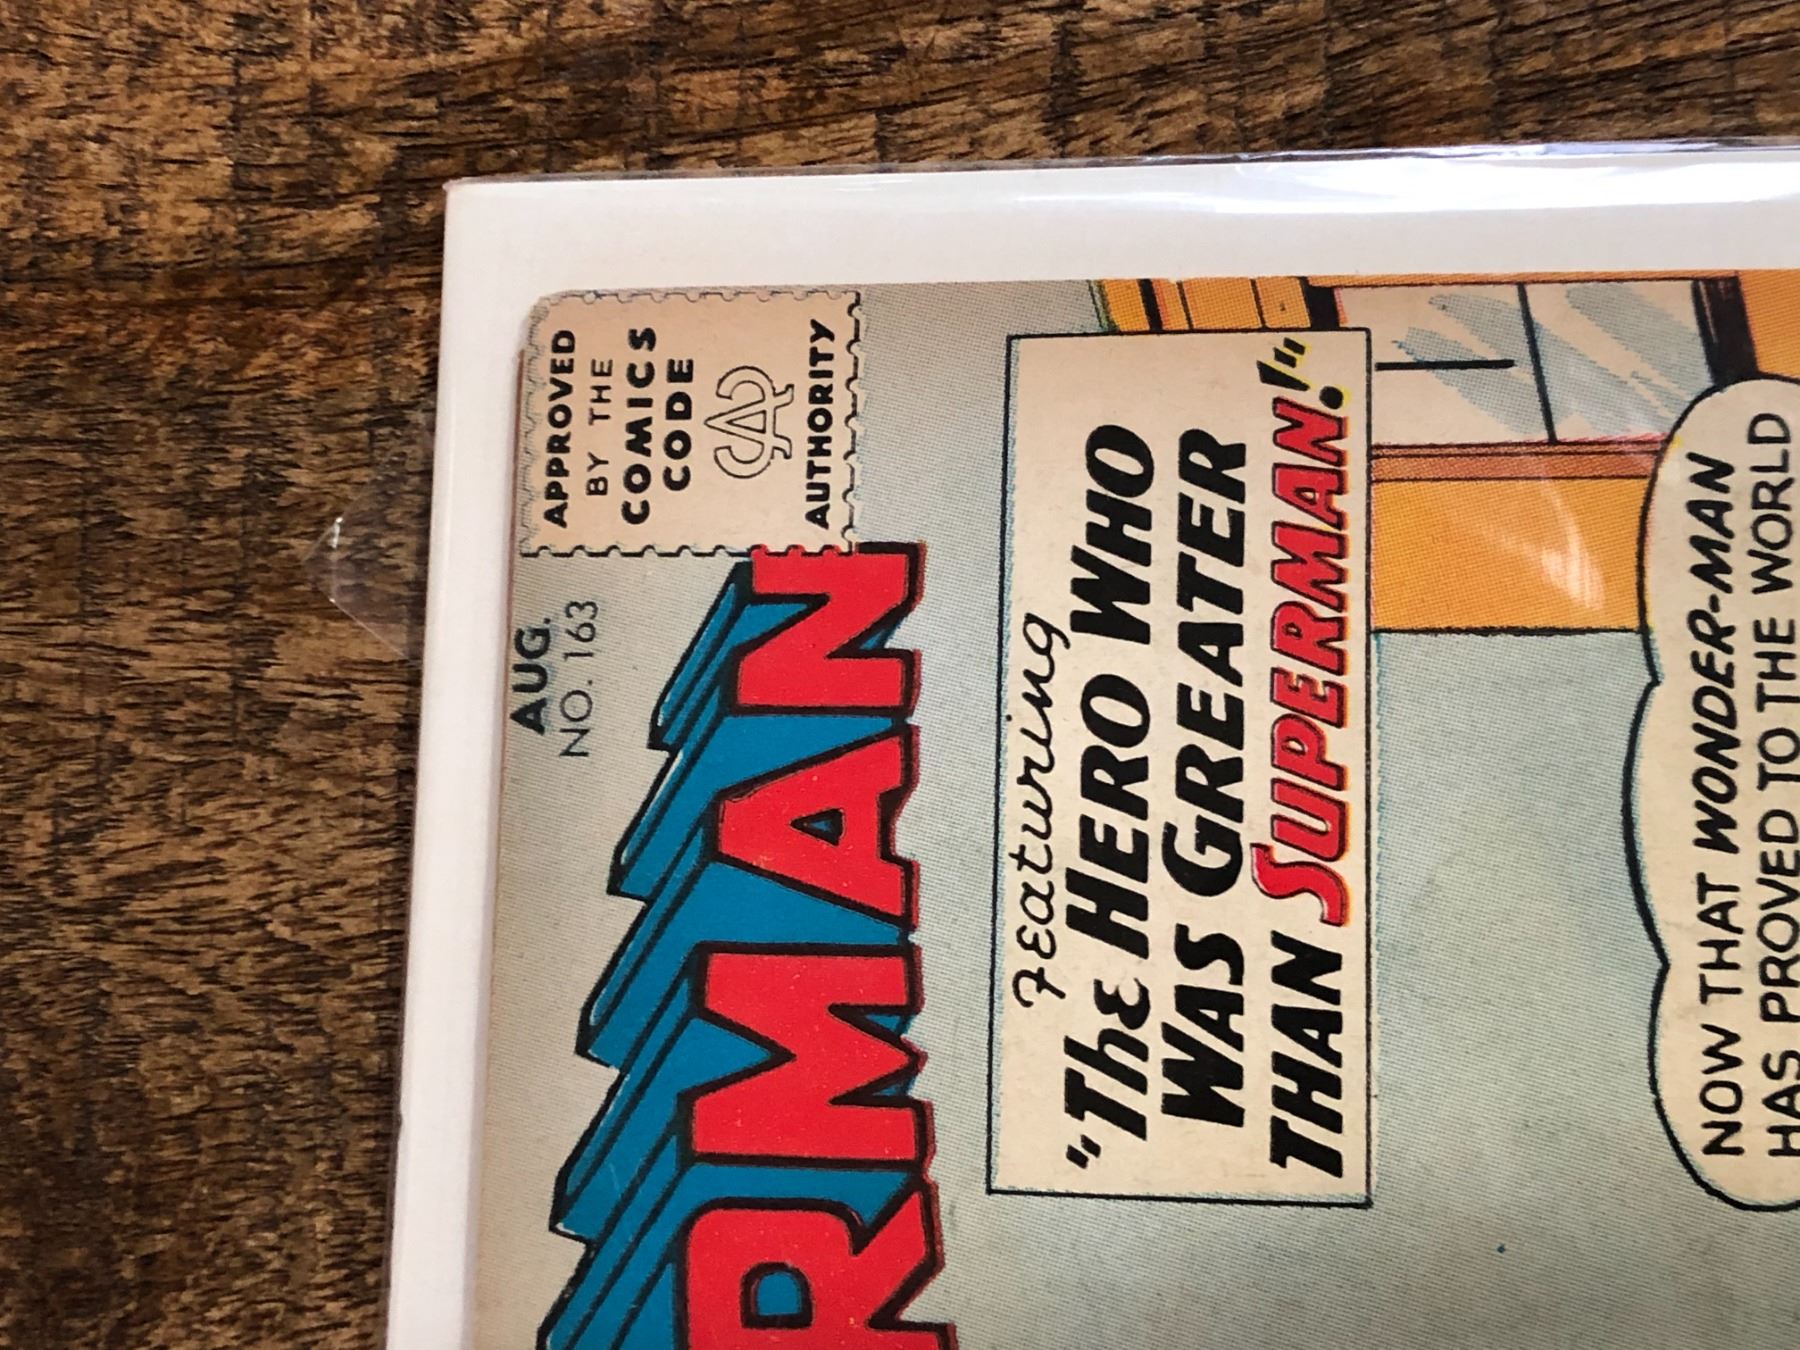 APPROVED
BY THE
COMICS
CODE
CA
AUTHORITY
AUG.
NO. 163
RMAN
Featuring
"The HERO WHO
WAS GREATER
THAN SUPERMAN!"
NOW THAT WONDER-MAN
HAS PROVED TO THE WORLD